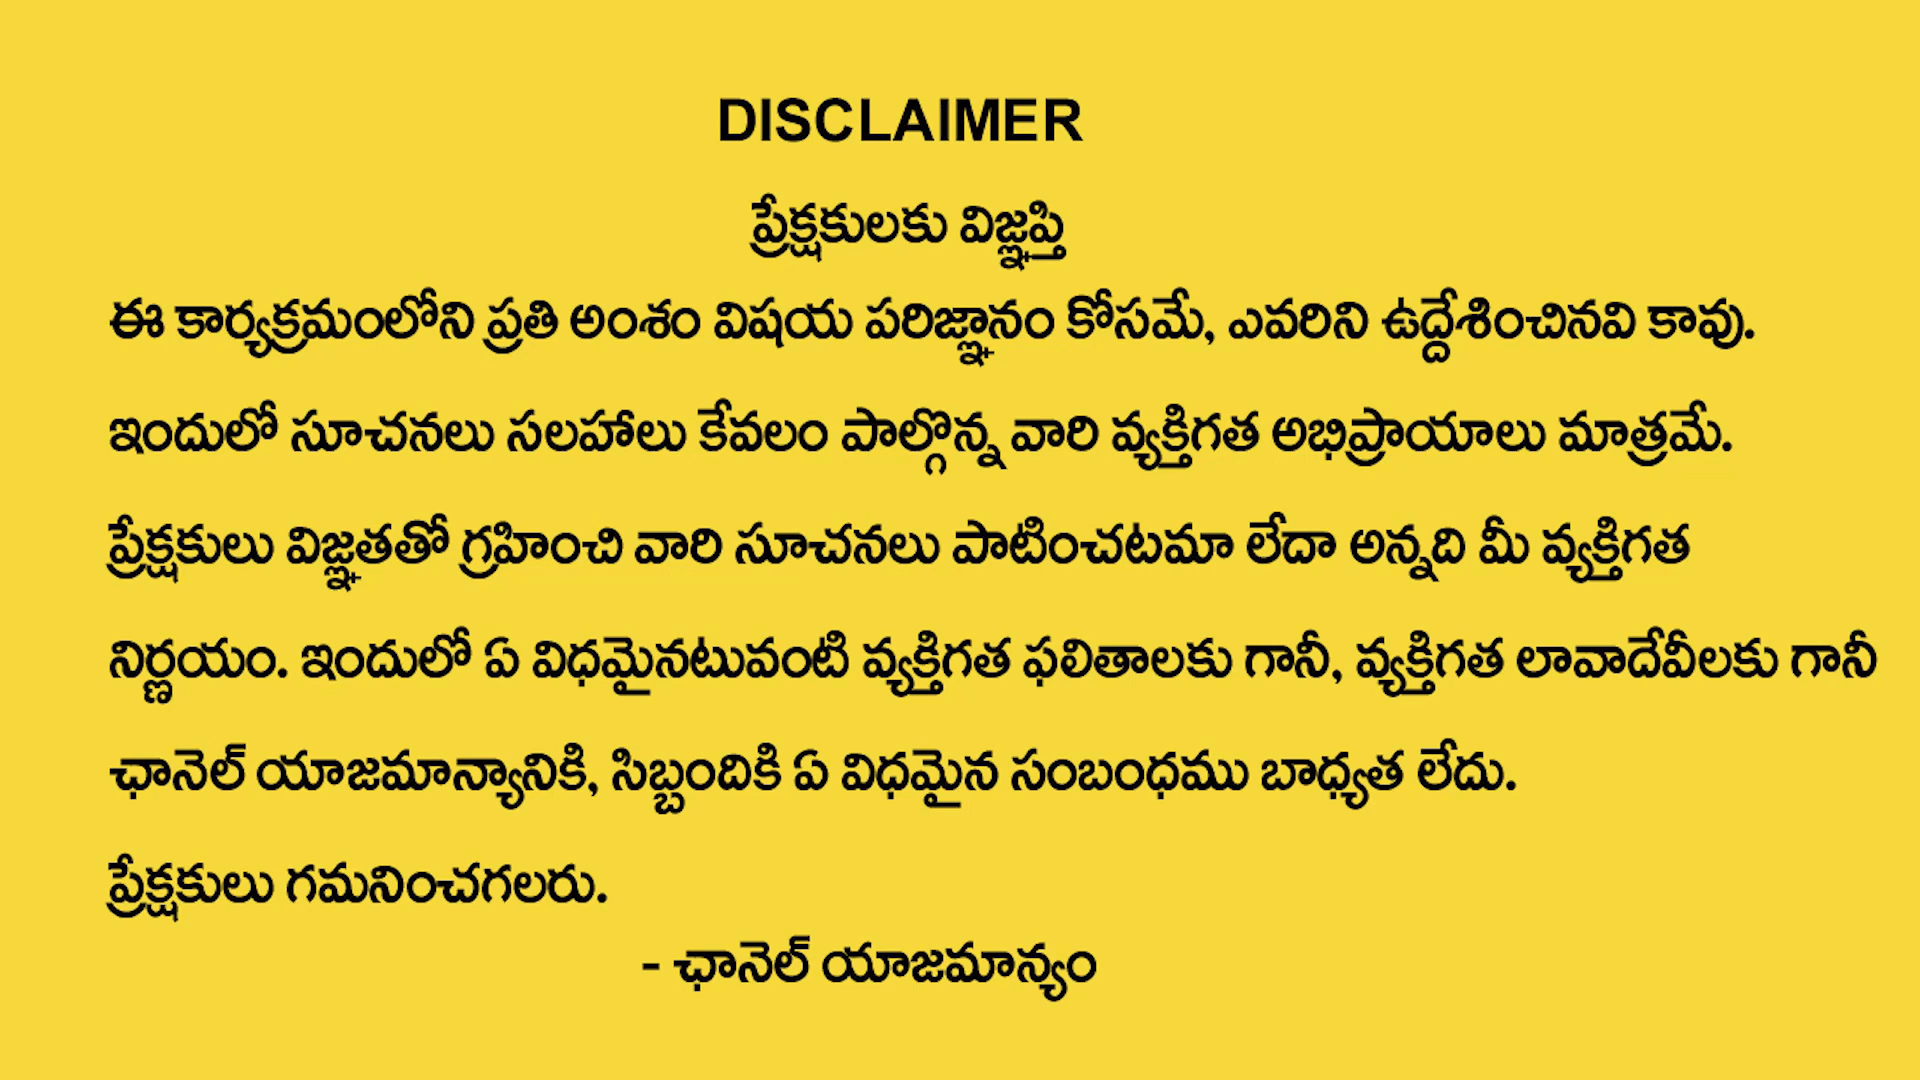 DISCLAIMER
ప్రేక్షకులకు విజ్ఞప్తి
ఈ కార్యక్రమంలోని ప్రతి అంశం విషయ పరిజ్ఞానం కోసమే, ఎవరిని ఉద్దేశించినవి కావు.
ఇందులో సూచనలు సలహాలు కేవలం పాల్గొన్న వారి వ్యక్తిగత అభిప్రాయాలు మాత్రమే.
ప్రేక్షకులు విజ్ఞతతో గ్రహించి వారి సూచనలు పాటించటమా లేదా అన్నది మీ వ్యక్తిగత
నిర్ణయం. ఇందులో ఏ విధమైనటువంటి వ్యక్తిగత ఫలితాలకు గానీ, వ్యక్తిగత లావాదేవీలకు గానీ
ఛానెల్ యాజమాన్యానికి, సిబ్బందికి ఏ విధమైన సంబంధము బాధ్యత లేదు.
ప్రేక్షకులు గమనించగలరు.
- ఛానెల్ యాజమాన్యం